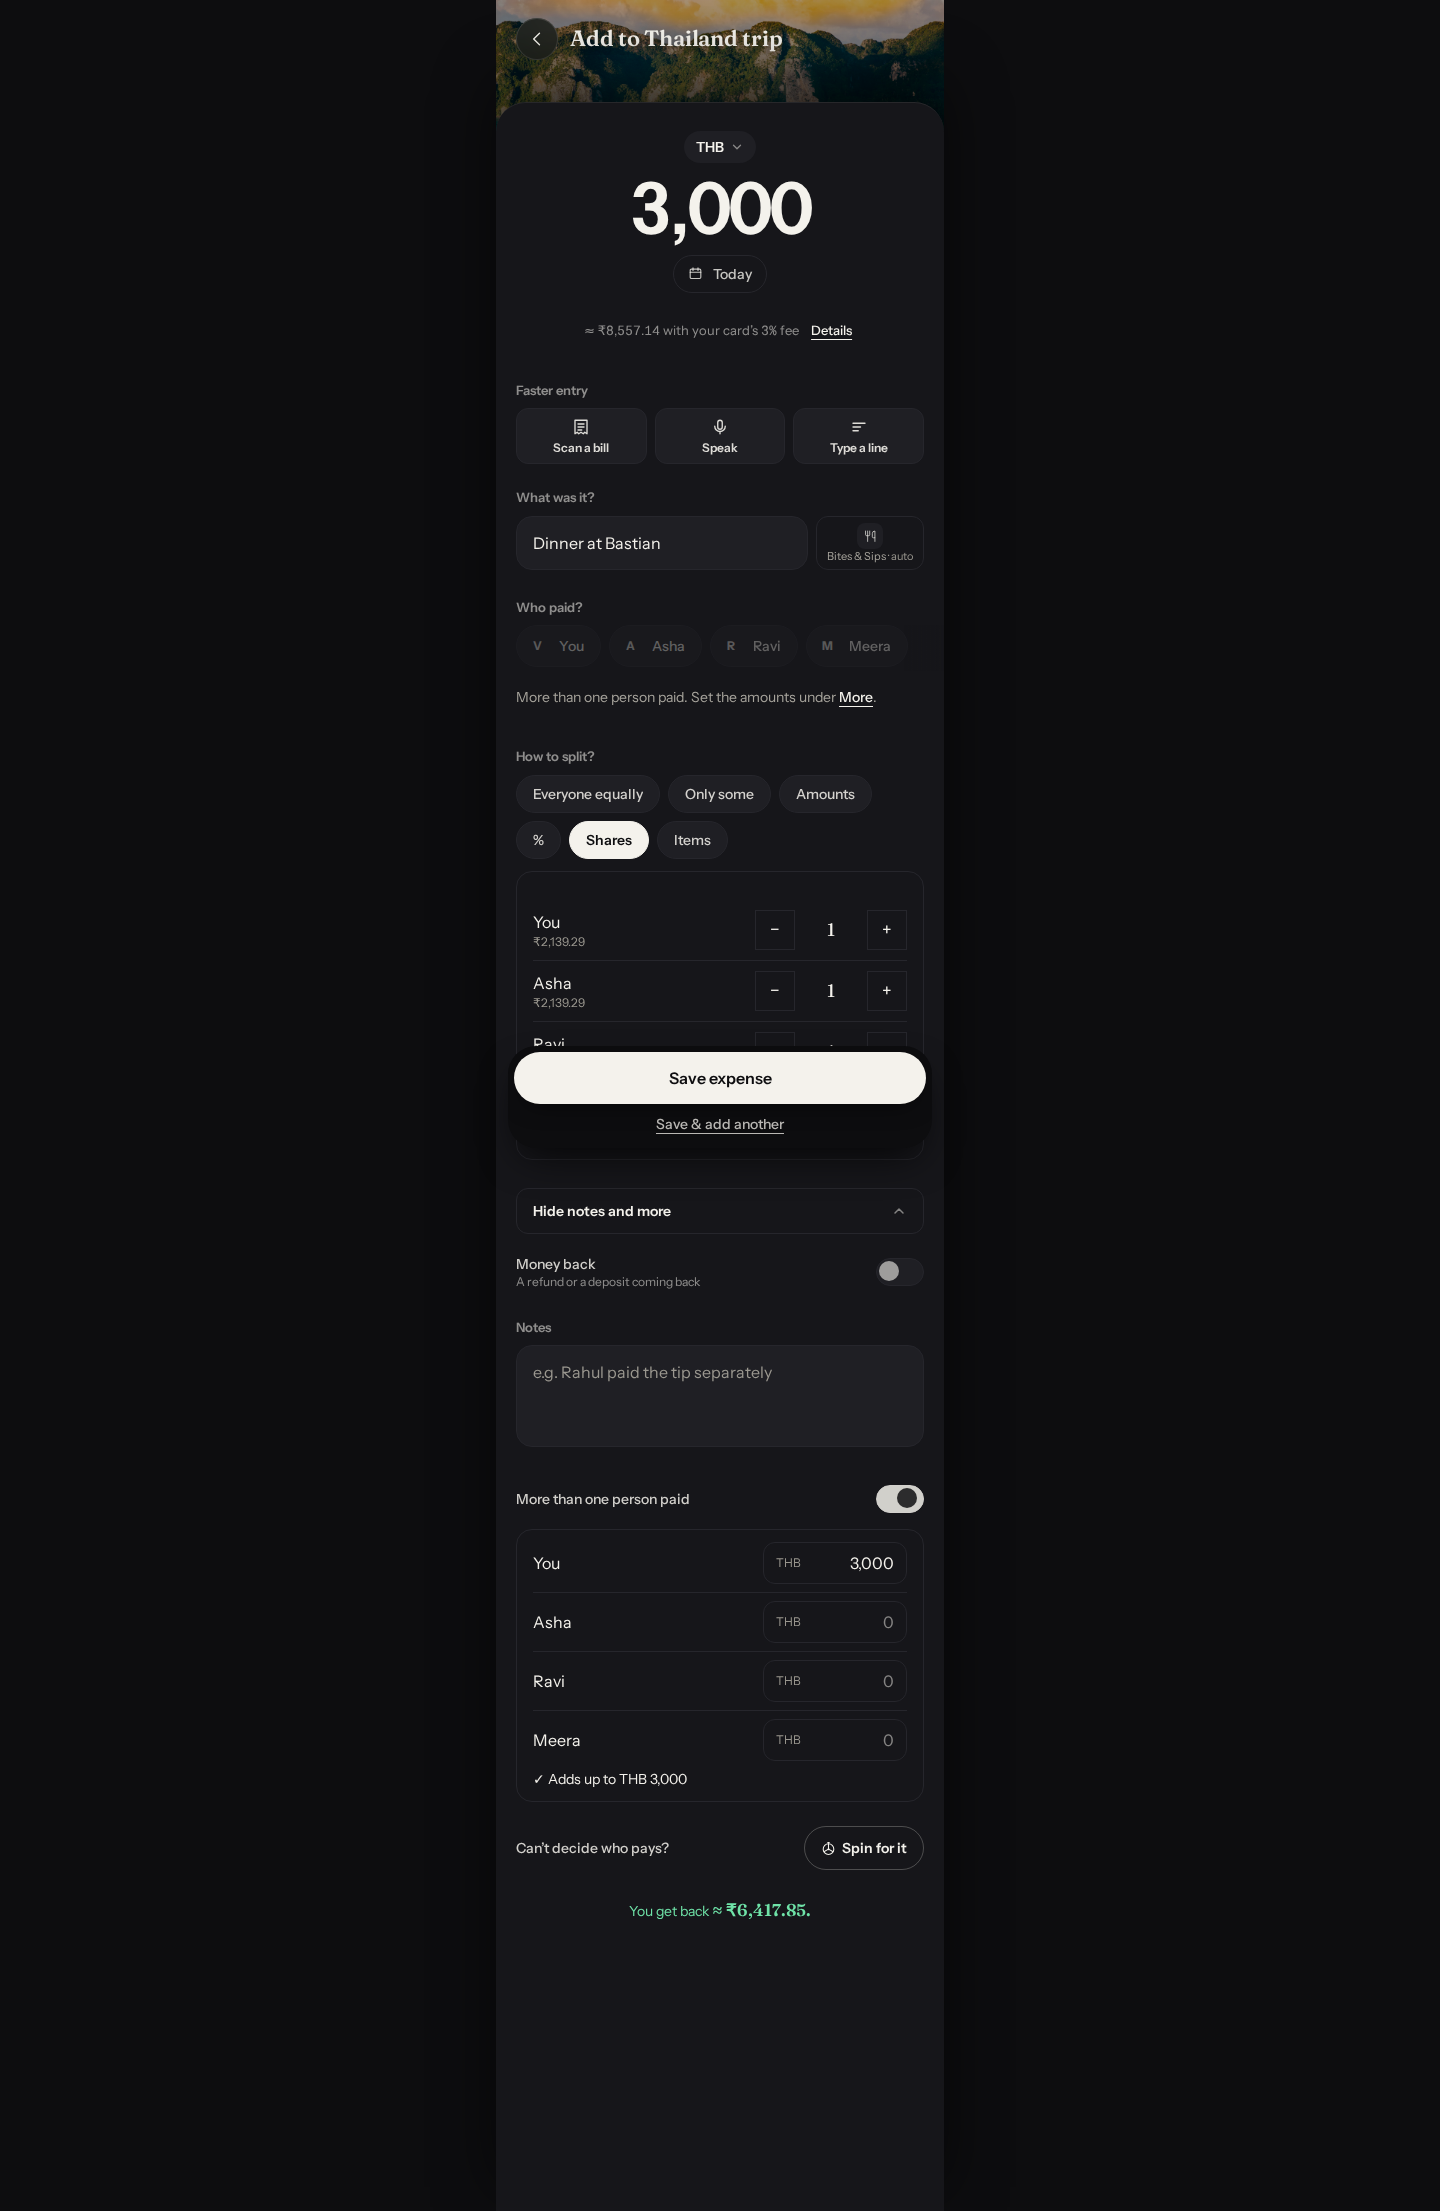 Add to Thailand trip
THB
3,000
Today
≈ ₹8,557.14 with your card's 3% fee Details
Faster entry
Scan a bill
Speak
Type a line
What was it?
Dinner at Bastian
Bites & Sips · auto
Who paid?
V You
A Asha
R Ravi
M Meera
More than one person paid. Set the amounts under More.
How to split?
Everyone equally
Only some
Amounts
%
Shares
Items
You
₹2,139.29
− 1 +
Asha
₹2,139.29
− 1 +
Ravi
Save expense
Save & add another
Hide notes and more
Money back
A refund or a deposit coming back
Notes
e.g. Rahul paid the tip separately
More than one person paid
You THB 3,000
Asha THB 0
Ravi THB 0
Meera THB 0
✓ Adds up to THB 3,000
Can't decide who pays?
Spin for it
You get back ≈ ₹6,417.85.